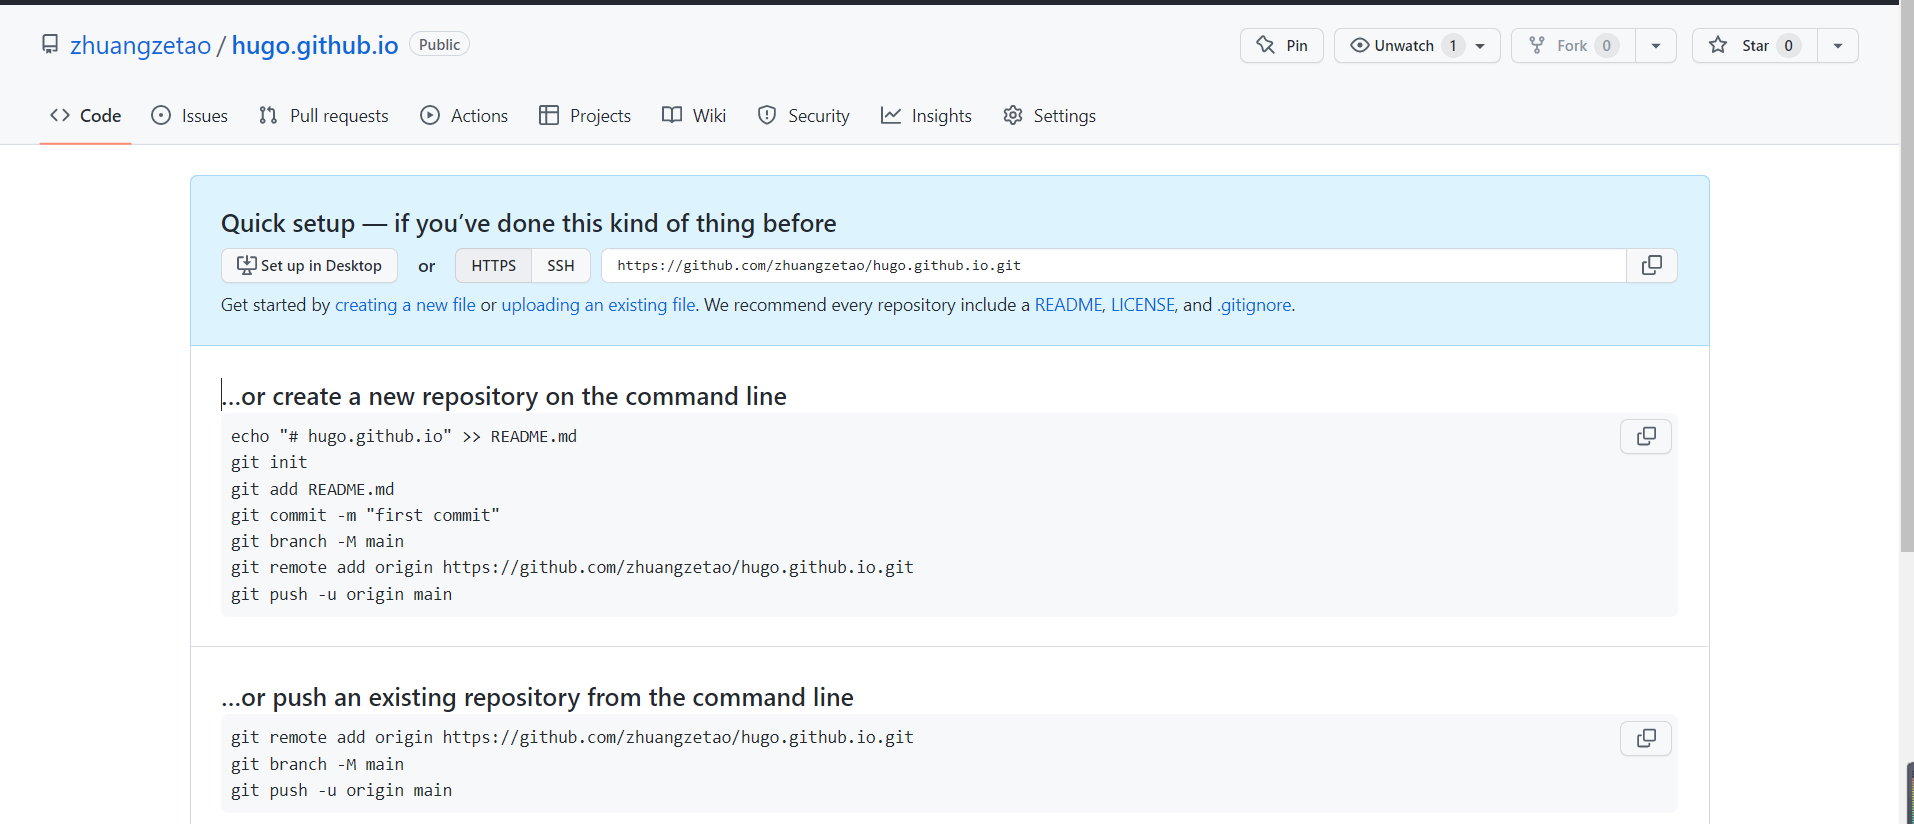 zhuangzetao / hugo.github.io Public
Pin Unwatch 1 Fork 0 Star 0
Code Issues Pull requests Actions Projects Wiki Security Insights Settings
Quick setup — if you’ve done this kind of thing before
Set up in Desktop or HTTPS SSH https://github.com/zhuangzetao/hugo.github.io.git
Get started by creating a new file or uploading an existing file. We recommend every repository include a README, LICENSE, and .gitignore.
…or create a new repository on the command line
echo "# hugo.github.io" >> README.md
git init
git add README.md
git commit -m "first commit"
git branch -M main
git remote add origin https://github.com/zhuangzetao/hugo.github.io.git
git push -u origin main
…or push an existing repository from the command line
git remote add origin https://github.com/zhuangzetao/hugo.github.io.git
git branch -M main
git push -u origin main